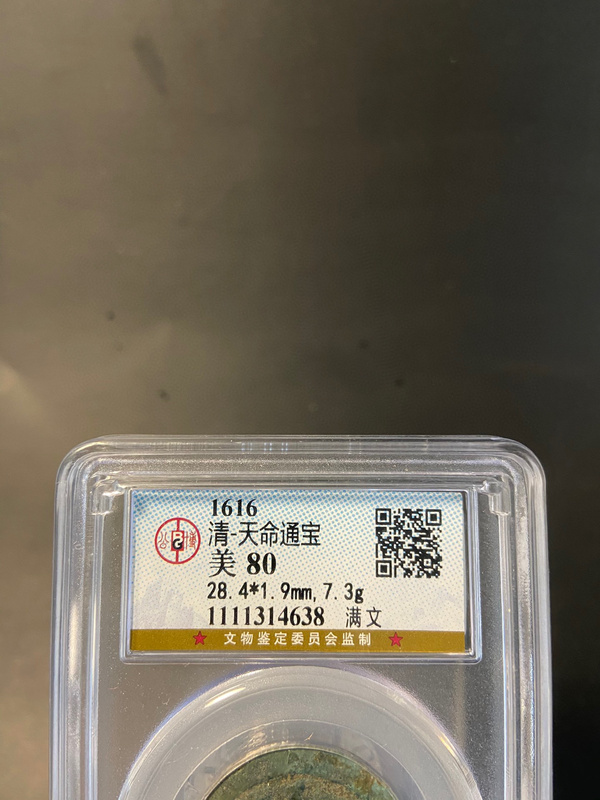 1616
清-天命通宝
美 80
28.4*1.9mm,7.3g
1111314638 满文
★ 文物鉴定委员会监制 ★